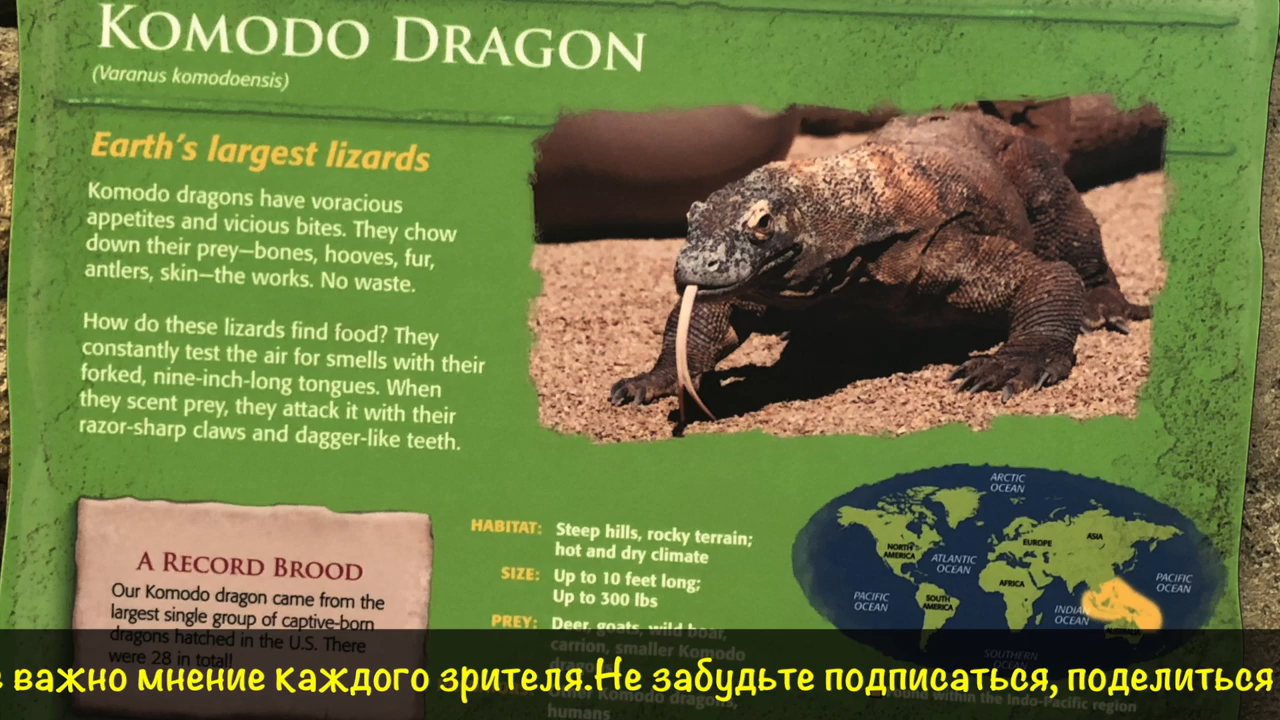 KOMODO DRAGON
(Varanus komodoensis)
Earth's largest lizards
Komodo dragons have voracious
appetites and vicious bites. They chow
down their prey—bones, hooves, fur,
antlers, skin—the works. No waste.
How do these lizards find food? They
constantly test the air for smells with their
forked, nine-inch-long tongues. When
they scent prey, they attack it with their
razor-sharp claws and dagger-like teeth.
A RECORD BROOD
Our Komodo dragon came from the
largest single group of captive-born
dragons hatched in the U.S. There
were 28 in total!
HABITAT: Steep hills, rocky terrain;
hot and dry climate
SIZE: Up to 10 feet long;
Up to 300 lbs
PREY: Deer, goats, wild boar,
carrion, smaller Komodo
dragons
Other Komodo dragons,
humans
ARCTIC
OCEAN
NORTH
AMERICA
EUROPE
ASIA
ATLANTIC
OCEAN
AFRICA
PACIFIC
OCEAN
PACIFIC
OCEAN
SOUTH
AMERICA
INDIAN
OCEAN
SOUTHERN
OCEAN
found within the Indo-Pacific region
важно мнение каждого зрителя.Не забудьте подписаться, поделиться